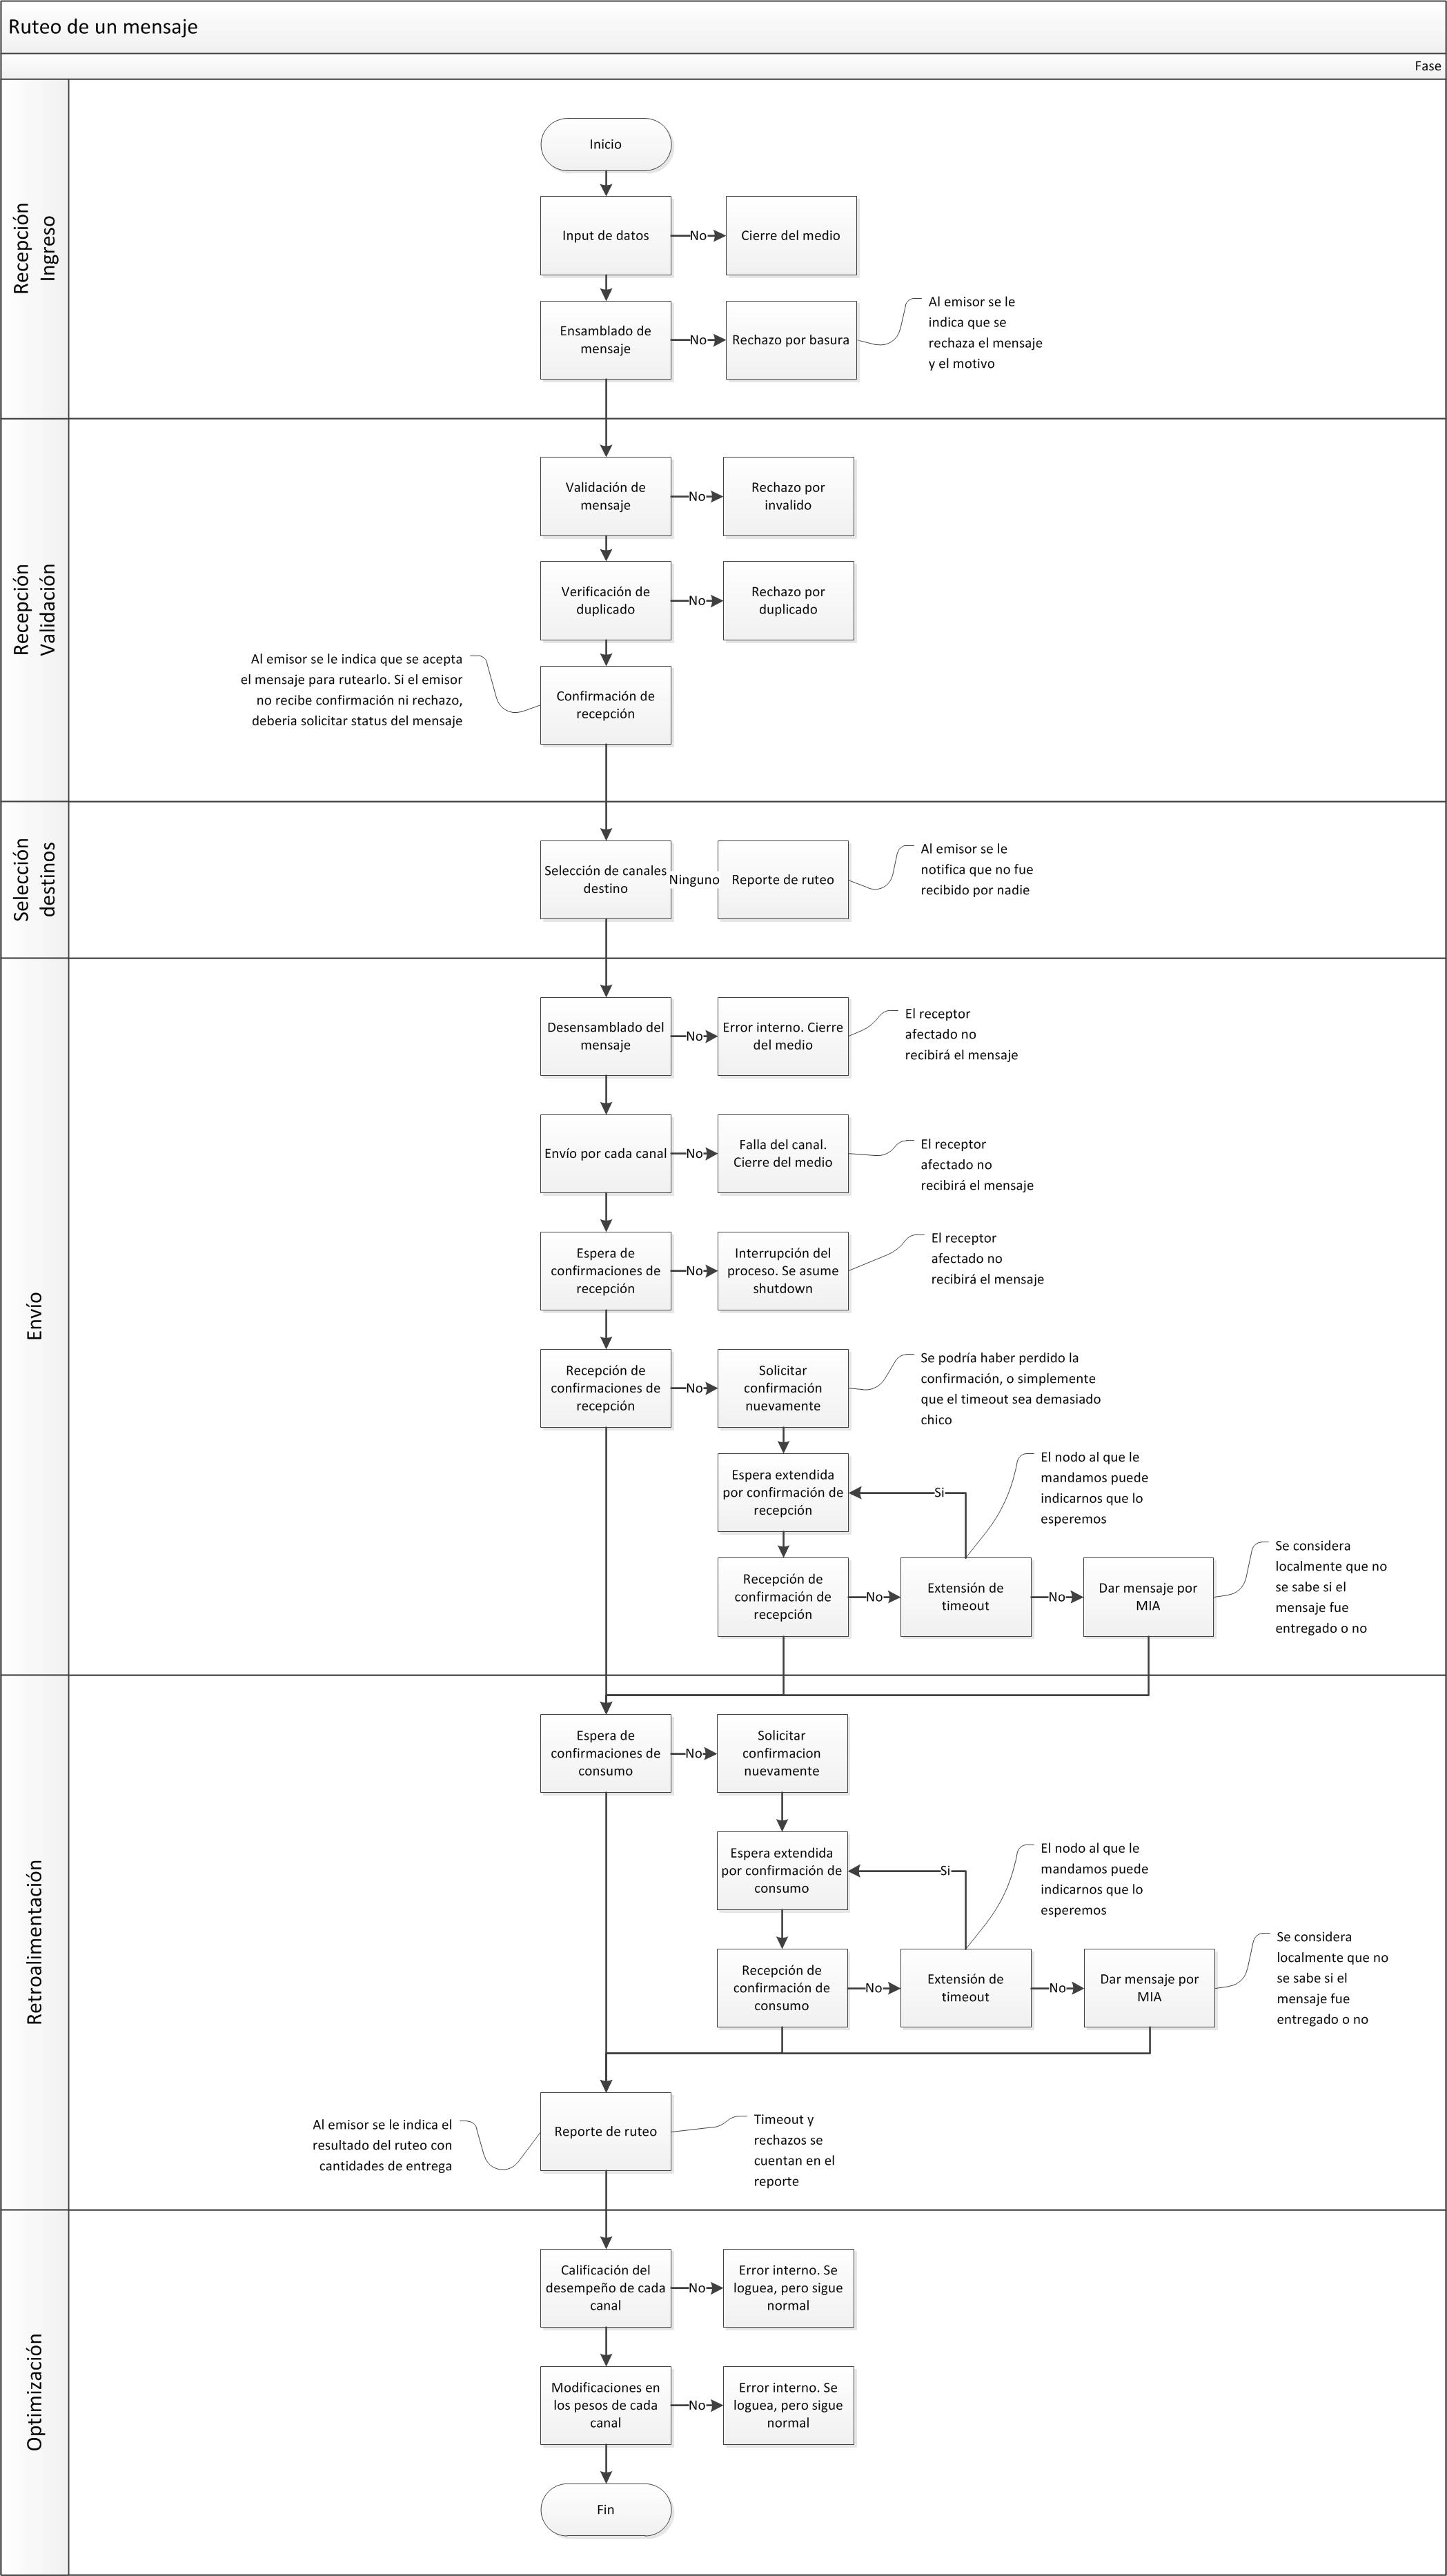 Ruteo de un mensaje
Fase
Recepción
Ingreso
Inicio
Input de datos
No
Cierre del medio
Ensamblado de
mensaje
No
Rechazo por basura
Al emisor se le
indica que se
rechaza el mensaje
y el motivo
Recepción
Validación
Validación de
mensaje
No
Rechazo por
invalido
Verificación de
duplicado
No
Rechazo por
duplicado
Al emisor se le indica que se acepta
el mensaje para rutearlo. Si el emisor
no recibe confirmación ni rechazo,
deberia solicitar status del mensaje
Confirmación de
recepción
Selección
destinos
Selección de canales
destino
Ninguno
Reporte de ruteo
Al emisor se le
notifica que no fue
recibido por nadie
Envío
Desensamblado del
mensaje
No
Error interno. Cierre
del medio
El receptor
afectado no
recibirá el mensaje
Envío por cada canal
No
Falla del canal.
Cierre del medio
El receptor
afectado no
recibirá el mensaje
Espera de
confirmaciones de
recepción
No
Interrupción del
proceso. Se asume
shutdown
El receptor
afectado no
recibirá el mensaje
Recepción de
confirmaciones de
recepción
No
Solicitar
confirmación
nuevamente
Se podría haber perdido la
confirmación, o simplemente
que el timeout sea demasiado
chico
Espera extendida
por confirmación de
recepción
Si
El nodo al que le
mandamos puede
indicarnos que lo
esperemos
Recepción de
confirmación de
recepción
No
Extensión de
timeout
No
Dar mensaje por
MIA
Se considera
localmente que no
se sabe si el
mensaje fue
entregado o no
Retroalimentación
Espera de
confirmaciones de
consumo
No
Solicitar
confirmacion
nuevamente
Espera extendida
por confirmación de
consumo
Si
El nodo al que le
mandamos puede
indicarnos que lo
esperemos
Recepción de
confirmación de
consumo
No
Extensión de
timeout
No
Dar mensaje por
MIA
Se considera
localmente que no
se sabe si el
mensaje fue
entregado o no
Al emisor se le indica el
resultado del ruteo con
cantidades de entrega
Reporte de ruteo
Timeout y
rechazos se
cuentan en el
reporte
Optimización
Calificación del
desempeño de cada
canal
No
Error interno. Se
loguea, pero sigue
normal
Modificaciones en
los pesos de cada
canal
No
Error interno. Se
loguea, pero sigue
normal
Fin